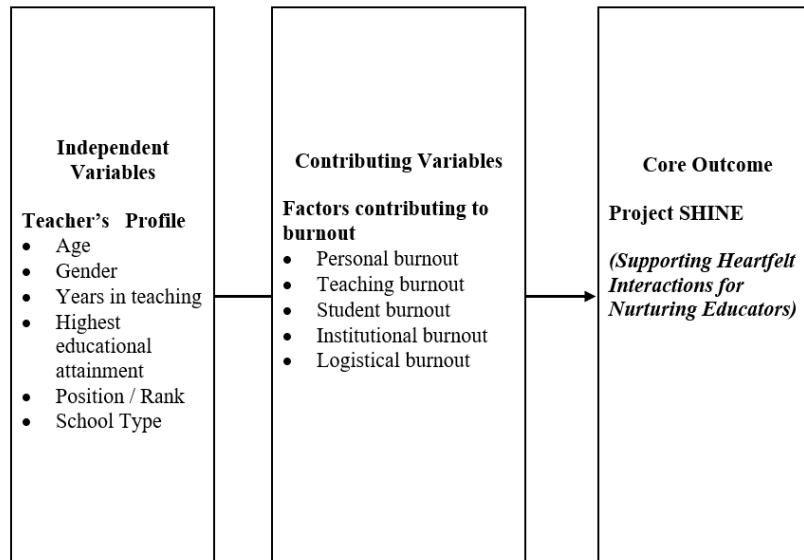 Independent
Variables
Teacher's Profile
• Age
• Gender
• Years in teaching
• Highest
educational
attainment
• Position / Rank
• School Type
Contributing Variables
Factors contributing to
burnout
• Personal burnout
• Teaching burnout
• Student burnout
• Institutional burnout
• Logistical burnout
Core Outcome
Project SHINE
(Supporting Heartfelt
Interactions for
Nurturing Educators)